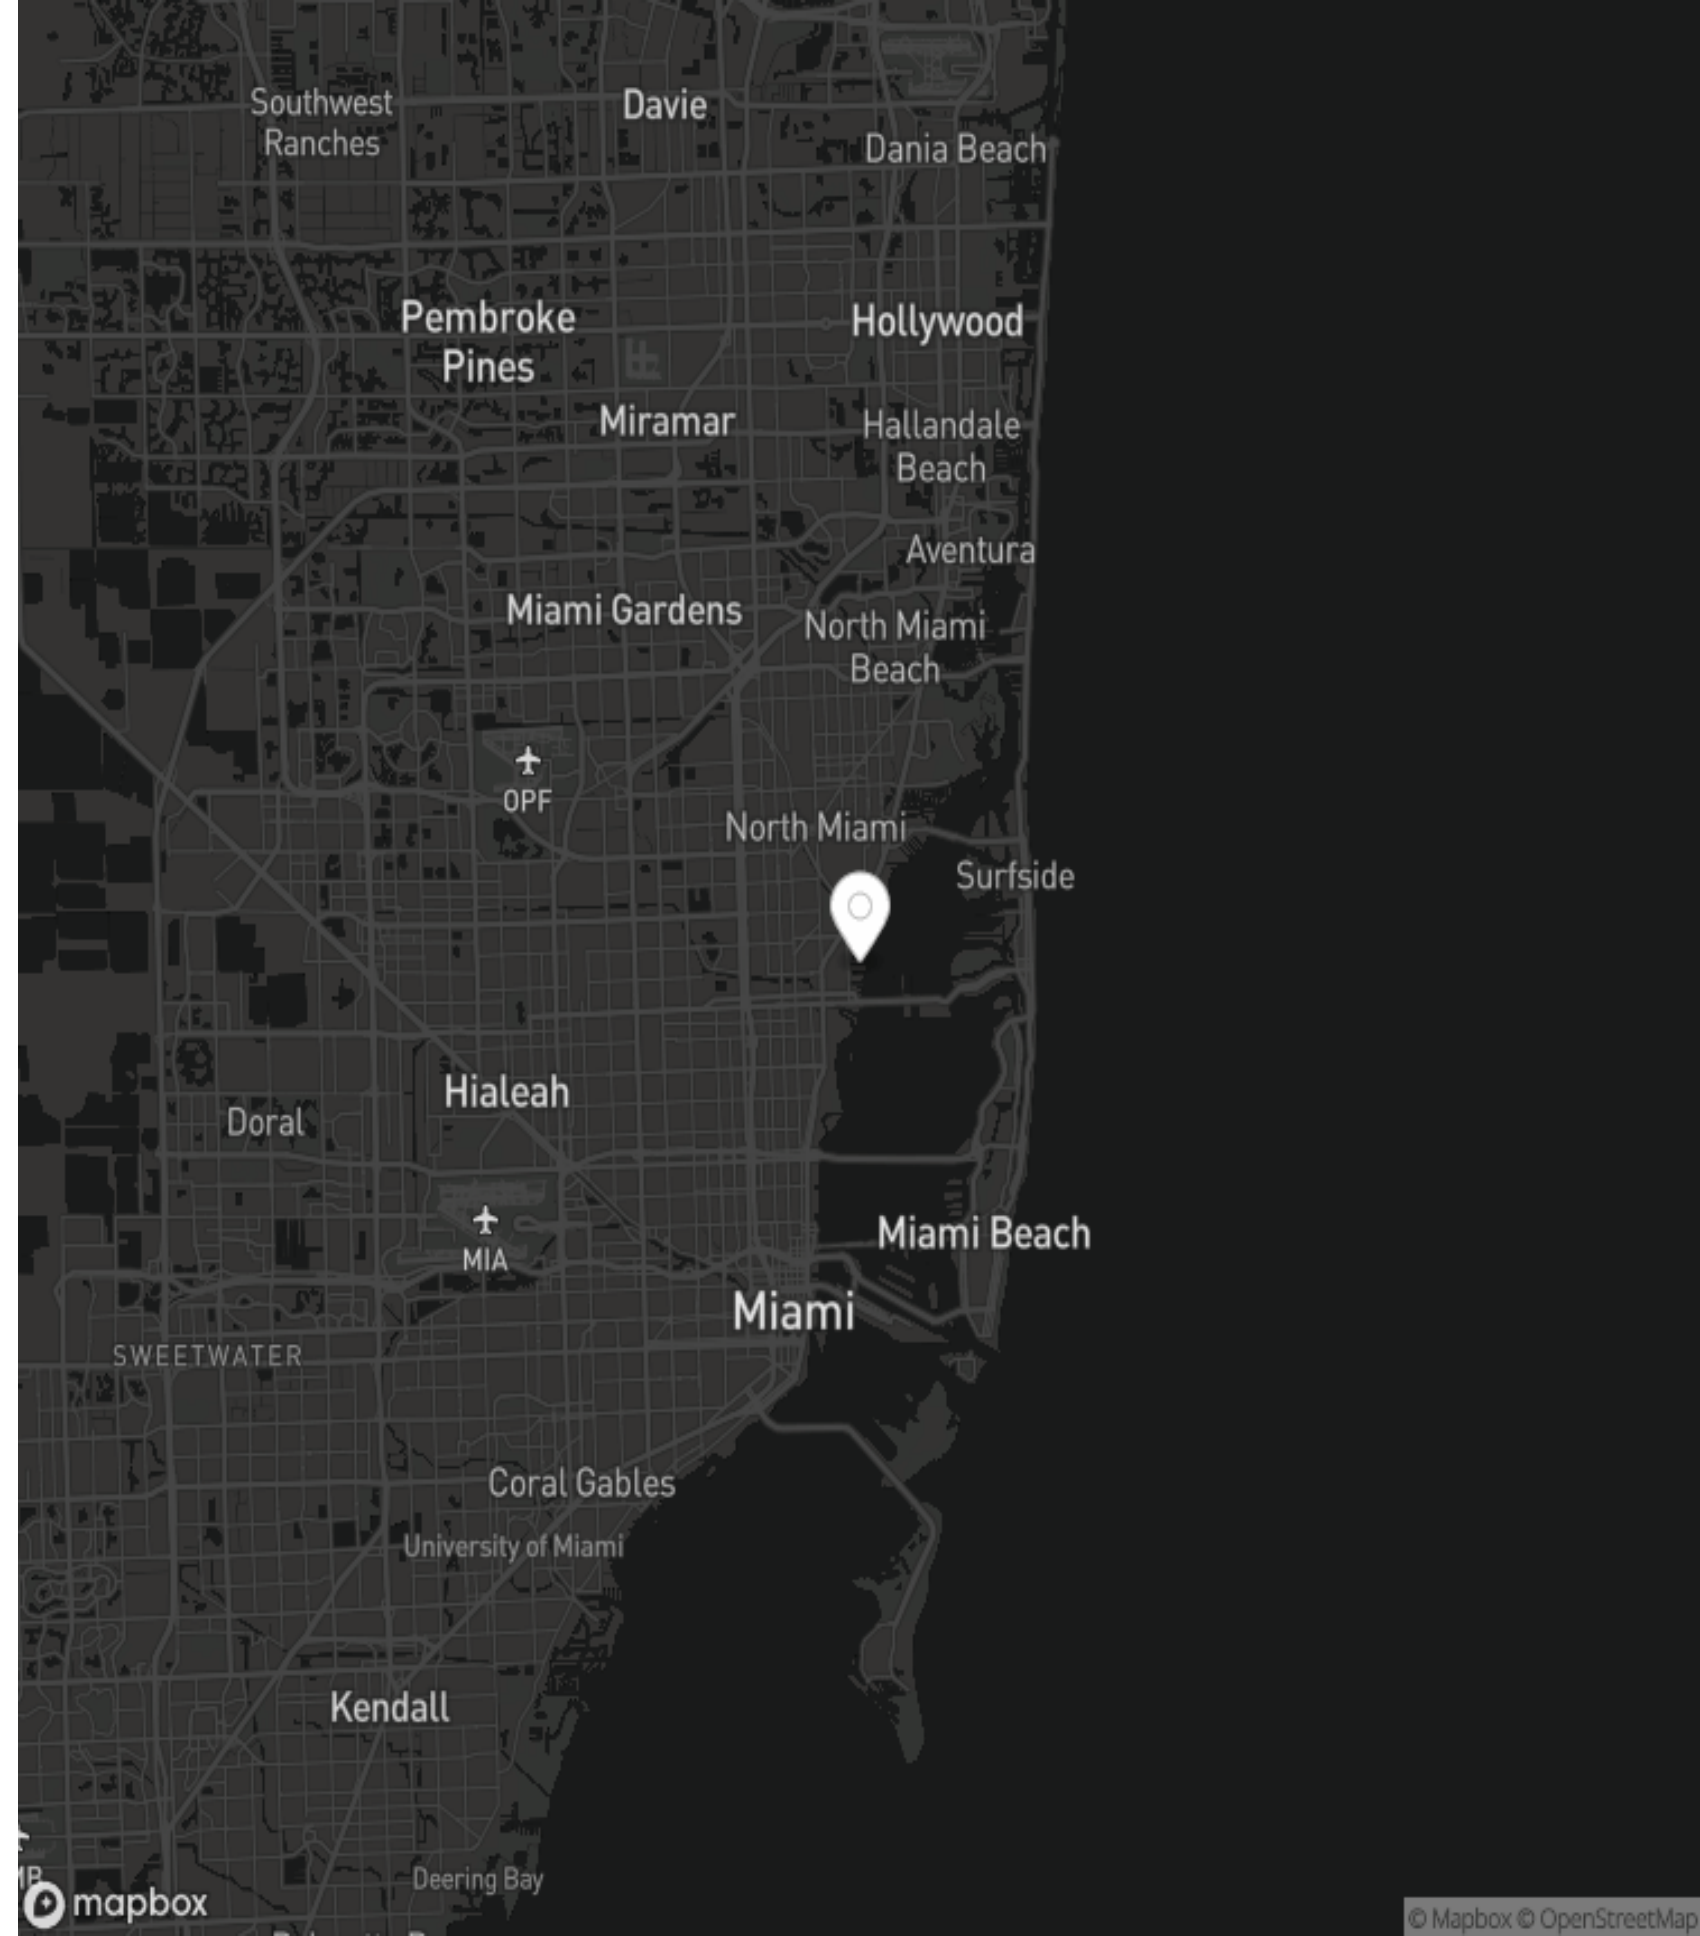 Southwest
Ranches
Davie
Dania Beach
Pembroke
Pines
Hollywood
Miramar
Hallandale
Beach
Aventura
Miami Gardens
North Miami
Beach
OPF
North Miami
Surfside
Hialeah
Doral
MIA
Miami Beach
Miami
SWEETWATER
Coral Gables
University of Miami
Kendall
Deering Bay
mapbox
© Mapbox © OpenStreetMap